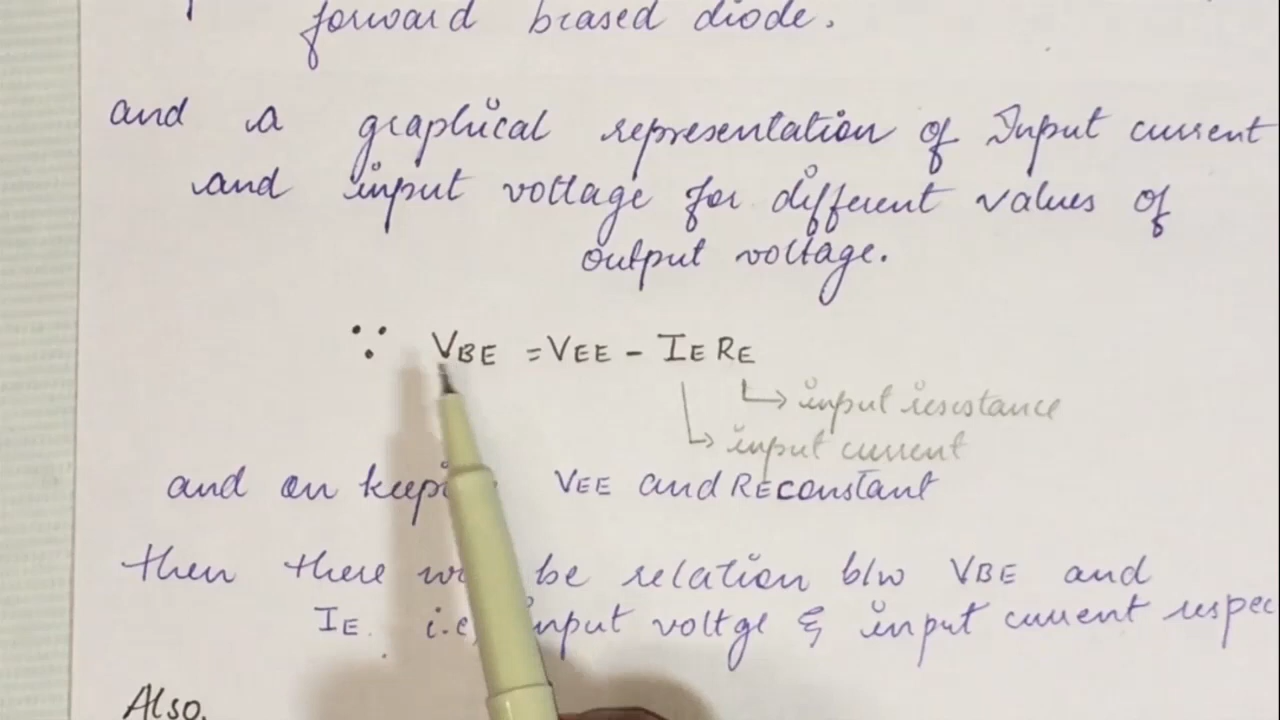 forward biased diode.
and a graphical representation of Input current
and input voltage for different values of
output voltage.
∵ VBE = VEE - IE RE
input resistance
input current
and on VEE and RE constant
then there be relation b/w VBE and
IE. i.e, input voltge & input current
Also,